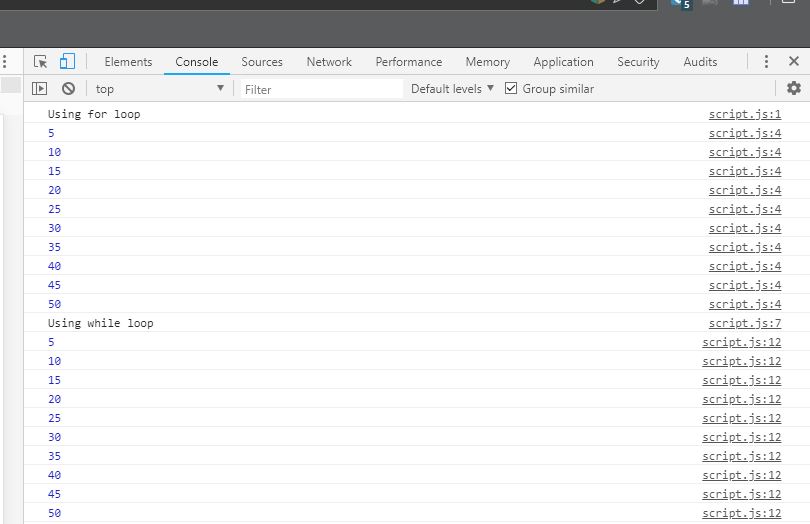 5
Elements Console Sources Network Performance Memory Application Security Audits
top Filter Default levels Group similar
Using for loop script.js:1
5 script.js:4
10 script.js:4
15 script.js:4
20 script.js:4
25 script.js:4
30 script.js:4
35 script.js:4
40 script.js:4
45 script.js:4
50 script.js:4
Using while loop script.js:7
5 script.js:12
10 script.js:12
15 script.js:12
20 script.js:12
25 script.js:12
30 script.js:12
35 script.js:12
40 script.js:12
45 script.js:12
50 script.js:12